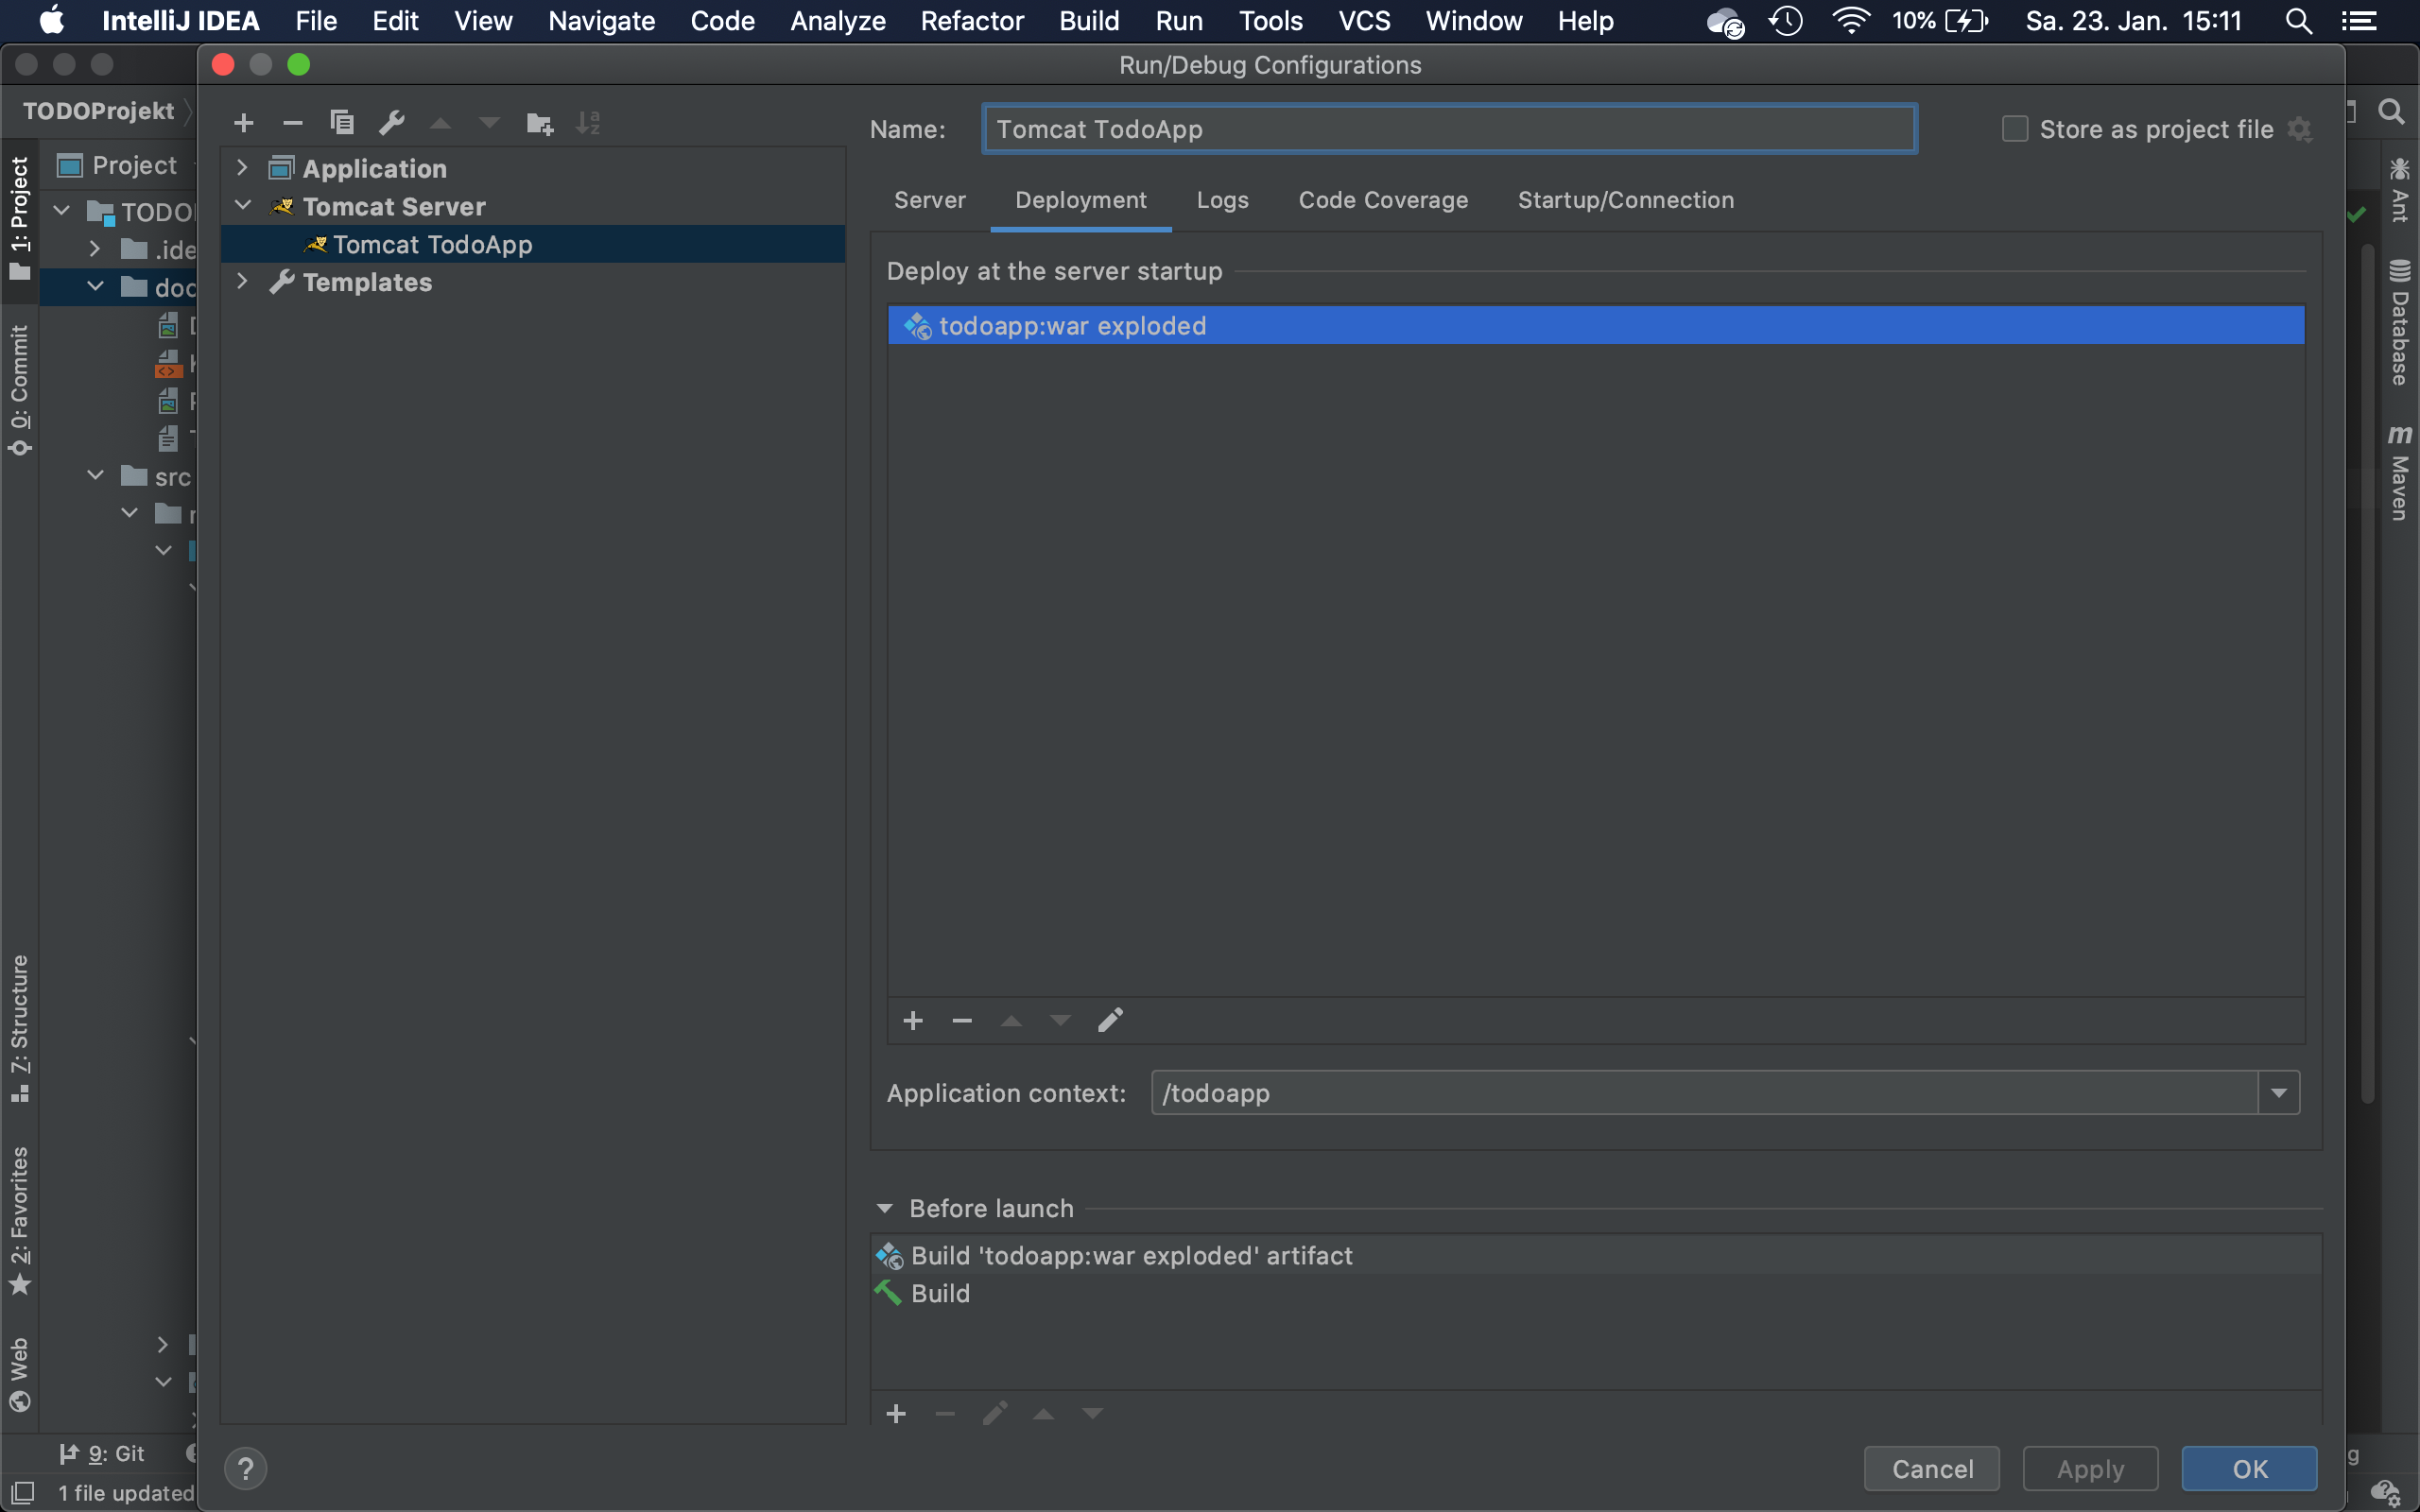 IntelliJ IDEA File Edit View Navigate Code Analyze Refactor Build Run Tools VCS Window Help 10% Sa. 23. Jan. 15:11
Run/Debug Configurations
TODOProjekt
Project
1: Project
0: Commit
7: Structure
2: Favorites
Web
.ide
src
9: Git
1 file updated
Application
Tomcat Server
Tomcat TodoApp
Templates
Name: Tomcat TodoApp
Store as project file
Server Deployment Logs Code Coverage Startup/Connection
Deploy at the server startup
todoapp:war exploded
Application context: /todoapp
Before launch
Build 'todoapp:war exploded' artifact
Build
? Cancel Apply OK
Ant
Database
m Maven